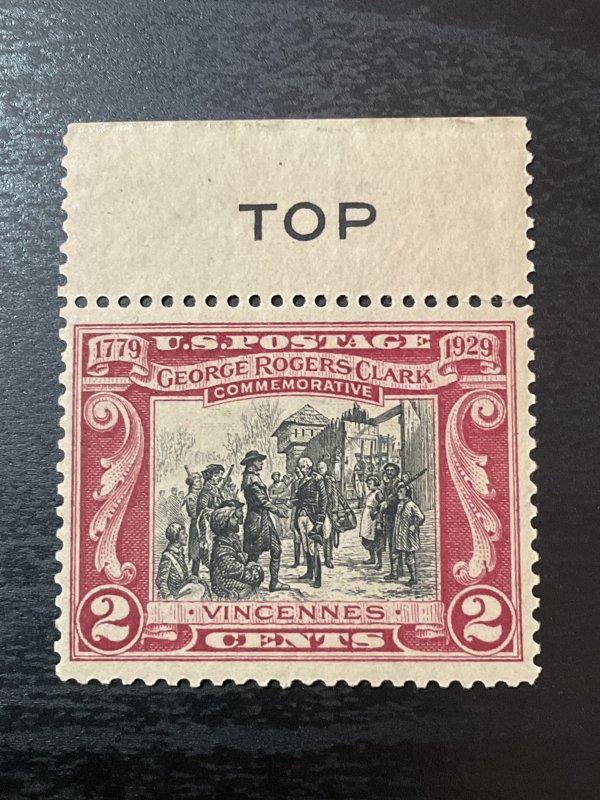 TOP
U.S. POSTAGE
1779 GEORGE ROGERS CLARK 1929
COMMEMORATIVE
· VINCENNES ·
2 CENTS 2